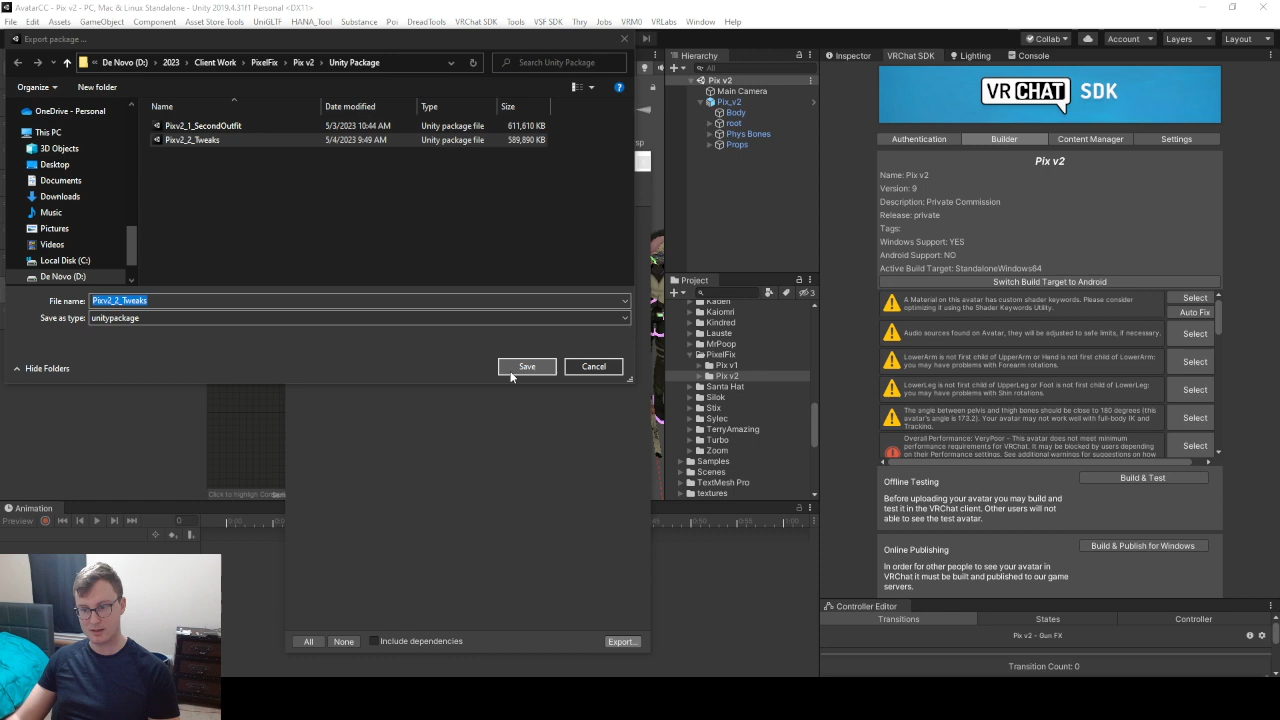 AvatarCC - Pix v2 - PC, Mac & Linux Standalone - Unity 2019.4.31f1 Personal <DX11>
File Edit Assets GameObject Component Asset Store Tools UniGLTF HANA_Tool Substance Poi DreadTools VRChat SDK Tools VSF SDK Thry Jobs VRM0 VRLabs Window Help
Collab Account Layers Layout
Export package ...
De Novo (D:) 2023 Client Work PixelFix Pix v2 Unity Package
Search Unity Package
Organize New folder
OneDrive - Personal
This PC
3D Objects
Desktop
Documents
Downloads
Music
Pictures
Videos
Local Disk (C:)
De Novo (D:)
Name Date modified Type Size
Pixv2_1_SecondOutfit 5/3/2023 10:44 AM Unity package file 611,610 KB
Pixv2_2_Tweaks 5/4/2023 9:49 AM Unity package file 589,890 KB
File name: Pixv2_2_Tweaks
Save as type: unitypackage
Hide Folders
Save Cancel
Animation
Preview 0 0:00
0:50 0:55 1:00
All None Include dependencies Export...
Hierarchy
All
Pix v2
Main Camera
Pix_v2
Body
root
Phys Bones
Props
Project
3
Kaden
Kaiomri
Kindred
Lauste
MrPoop
PixelFix
Pix v1
Pix v2
Santa Hat
Silok
Stix
Sylec
TerryAmazing
Turbo
Zoom
Samples
Scenes
TextMesh Pro
textures
Inspector VRChat SDK Lighting Console
VRCHAT SDK
Authentication Builder Content Manager Settings
Pix v2
Name: Pix v2
Version: 9
Description: Private Commission
Release: private
Tags:
Windows Support: YES
Android Support: NO
Active Build Target: StandaloneWindows64
Switch Build Target to Android
A Material on this avatar has custom shader keywords. Please consider optimizing it using the Shader Keywords Utility.
Select
Auto Fix
Audio sources found on Avatar, they will be adjusted to safe limits, if necessary.
Select
LowerArm is not first child of UpperArm or Hand is not first child of LowerArm: you may have problems with Forearm rotations.
Select
LowerLeg is not first child of UpperLeg or Foot is not first child of LowerLeg: you may have problems with Shin rotations.
Select
The angle between pelvis and thigh bones should be close to 180 degrees (this avatar's angle is 173.2). Your avatar may not work well with full-body IK and Tracking.
Select
Overall Performance: VeryPoor - This avatar does not meet minimum performance requirements for VRChat. It may be blocked by users depending on their Performance settings. See additional warnings for suggestions on how
Select
Offline Testing
Build & Test
Before uploading your avatar you may build and test it in the VRChat client. Other users will not able to see the test avatar.
Online Publishing
Build & Publish for Windows
In order for other people to see your avatar in VRChat it must be built and published to our game servers.
Controller Editor
Transitions States Controller
Pix v2 - Gun FX
Transition Count: 0